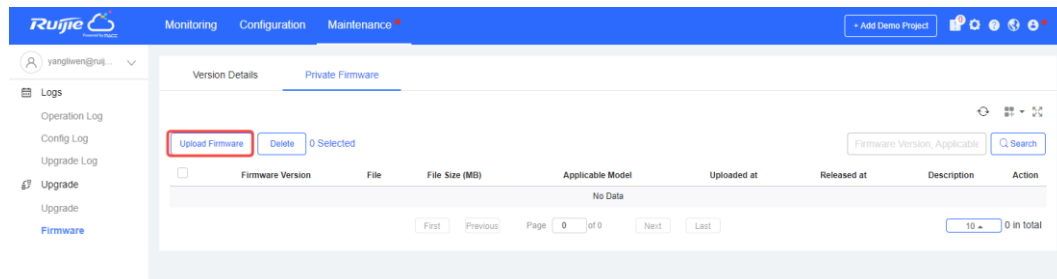 Ruijie Monitoring Configuration Maintenance + Add Demo Project
Powered by RIACC
yangliwen@ruij...
Version Details Private Firmware
Logs
Operation Log
Config Log
Upgrade Log
Upgrade
Upgrade
Firmware
Upload Firmware Delete 0 Selected Firmware Version, Applicable Search
Firmware Version File File Size (MB) Applicable Model Uploaded at Released at Description Action
No Data
First Previous Page 0 of 0 Next Last 10 0 in total